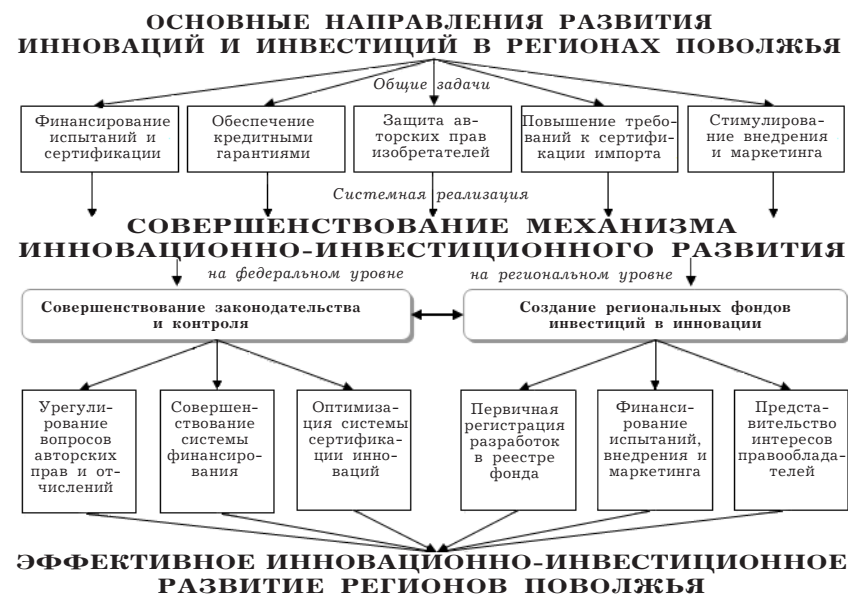 ОСНОВНЫЕ НАПРАВЛЕНИЯ РАЗВИТИЯ
ИННОВАЦИЙ И ИНВЕСТИЦИЙ В РЕГИОНАХ ПОВОЛЖЬЯ
Общие задачи
Финансирование
испытаний и
сертификации
Обеспечение
кредитными
гарантиями
Защита ав-
торских прав
изобретателей
Повышение требо-
ваний к сертифи-
кации импорта
Стимулирова-
ние внедрения
и маркетинга
Системная реализация
СОВЕРШЕНСТВОВАНИЕ МЕХАНИЗМА
ИННОВАЦИОННО-ИНВЕСТИЦИОННОГО РАЗВИТИЯ
на федеральном уровне
на региональном уровне
Совершенствование законодательства
и контроля
Создание региональных фондов
инвестиций в инновации
Урегули-
рование
вопросов
авторских
прав и от-
числений
Совершен-
ствование
системы
финансиро-
вания
Оптимиза-
ция системы
сертифика-
ции инно-
ваций
Первичная
регистрация
разработок
в реестре
фонда
Финанси-
рование
испытаний,
внедрения и
маркетинга
Предста-
вительство
интересов
правооблада-
телей
ЭФФЕКТИВНОЕ ИННОВАЦИОННО-ИНВЕСТИЦИОННОЕ
РАЗВИТИЕ РЕГИОНОВ ПОВОЛЖЬЯ